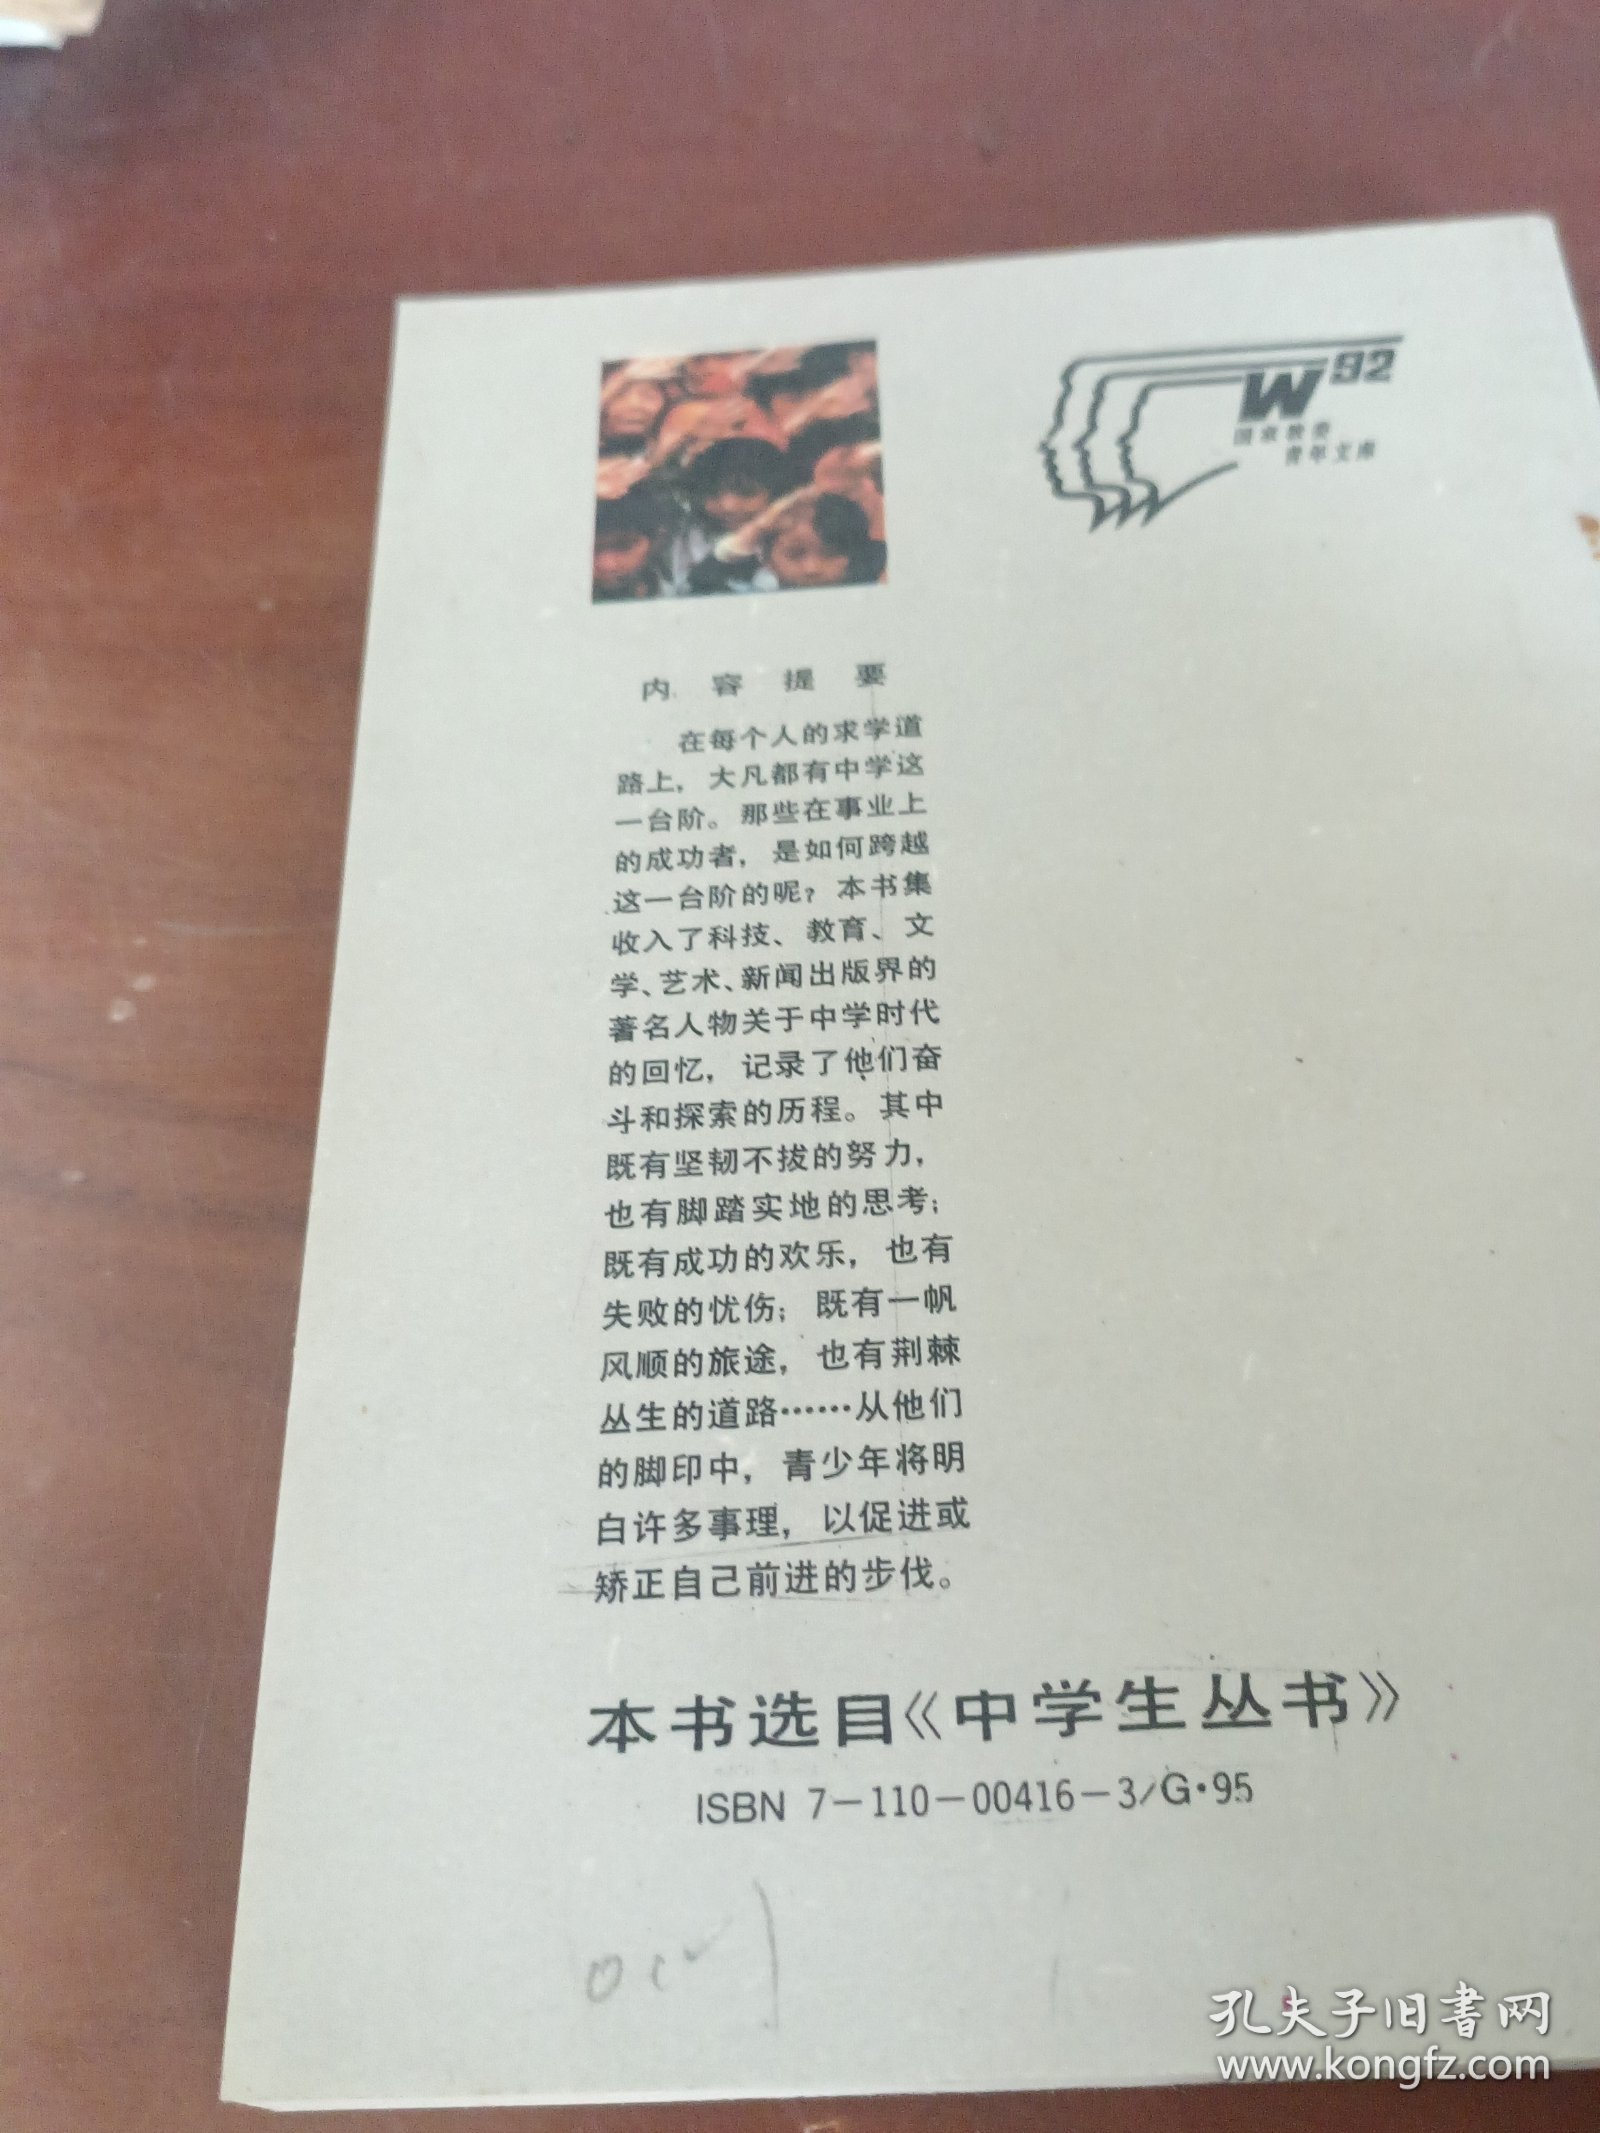 W92
国家教委
青年文库
内容提要
在每个人的求学道
路上，大凡都有中学这
一台阶。那些在事业上
的成功者，是如何跨越
这一台阶的呢？本书集
收入了科技、教育、文
学、艺术、新闻出版界的
著名人物关于中学时代
的回忆，记录了他们奋
斗和探索的历程。其中
既有坚韧不拔的努力，
也有脚踏实地的思考；
既有成功的欢乐，也有
失败的忧伤；既有一帆
风顺的旅途，也有荆棘
丛生的道路……从他们
的脚印中，青少年将明
白许多事理，以促进或
矫正自己前进的步伐。
本书选目《中学生丛书》
ISBN 7-110-00416-3/G·95
孔夫子旧書网
www.kongfz.com